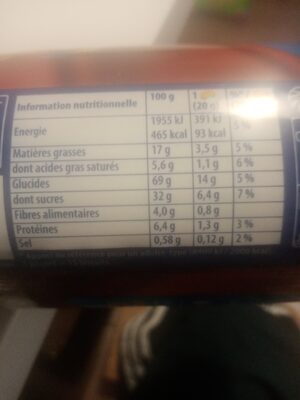 Information nutritionnelle 100 g 1 %*/
(20 g)
Energie 1955 kJ 391 kJ 5 %
465 kcal 93 kcal
Matières grasses 17 g 3,5 g 5 %
dont acides gras saturés 5,6 g 1,1 g 6 %
Glucides 69 g 14 g 5 %
dont sucres 32 g 6,4 g 7 %
Fibres alimentaires 4,0 g 0,8 g
Protéines 6,4 g 1,3 g 3 %
Sel 0,58 g 0,12 g 2 %